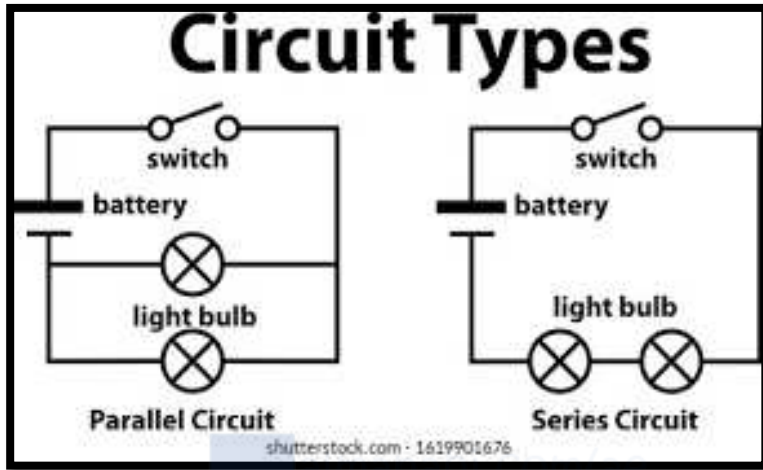 Circuit Types
switch
battery
light bulb
Parallel Circuit
switch
battery
light bulb
Series Circuit
shutterstock.com · 1619901676